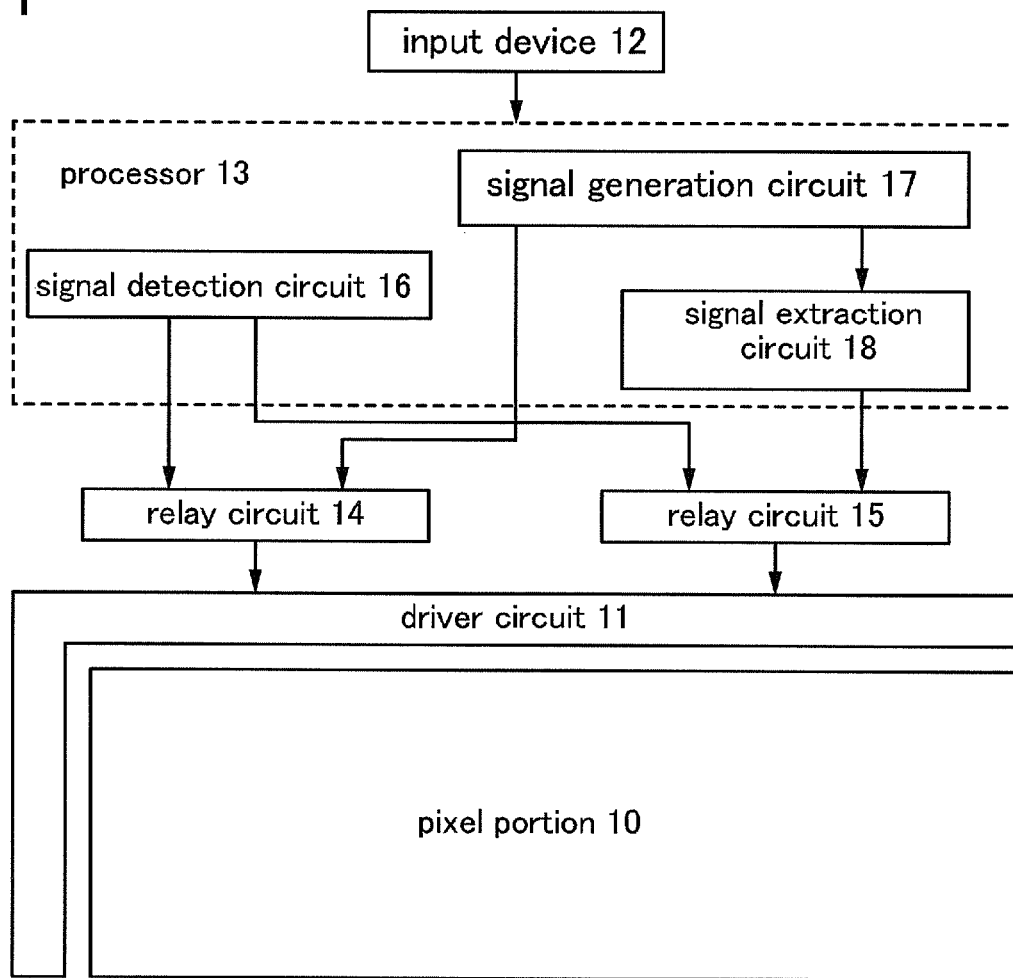 input device 12
processor 13
signal generation circuit 17
signal detection circuit 16
signal extraction
circuit 18
relay circuit 14
relay circuit 15
driver circuit 11
pixel portion 10